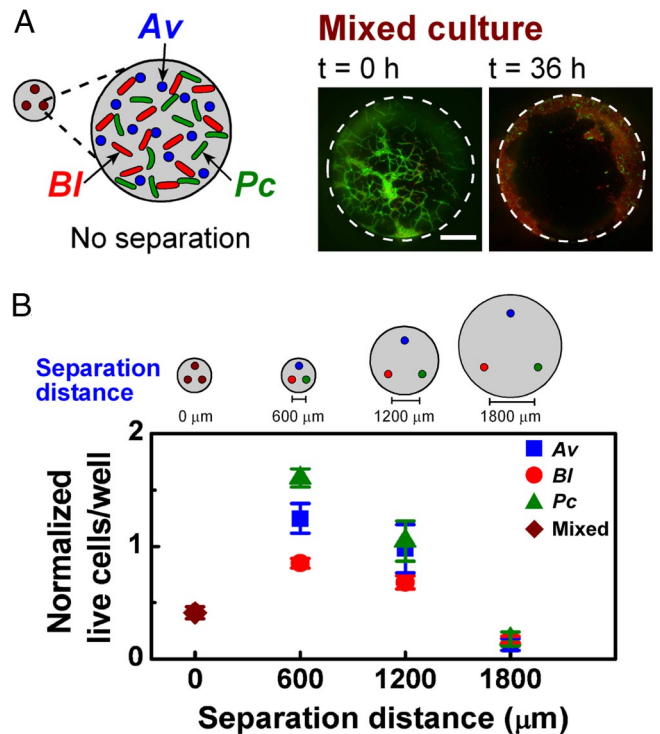 A
Av
Bl
Pc
No separation
Mixed culture
t = 0 h
t = 36 h
B
Separation
distance
0 μm
600 μm
1200 μm
1800 μm
Normalized
live cells/well
2
1
0
Av
Bl
Pc
Mixed
0
600
1200
1800
Separation distance (μm)